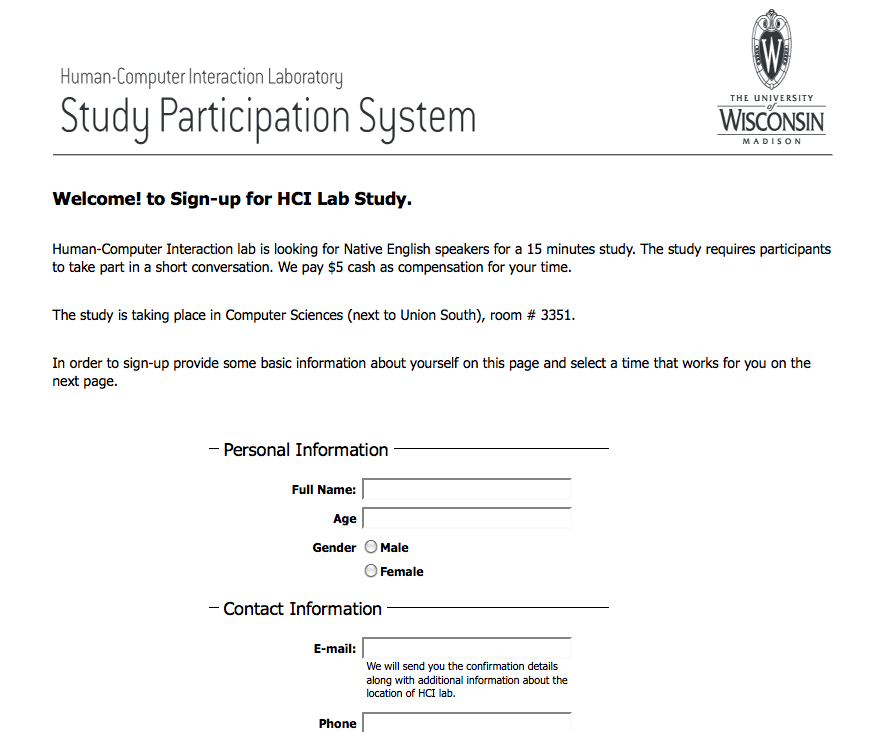 Human-Computer Interaction Laboratory
Study Participation System
W
THE UNIVERSITY
of
WISCONSIN
MADISON
Welcome! to Sign-up for HCI Lab Study.
Human-Computer Interaction lab is looking for Native English speakers for a 15 minutes study. The study requires participants
to take part in a short conversation. We pay $5 cash as compensation for your time.
The study is taking place in Computer Sciences (next to Union South), room # 3351.
In order to sign-up provide some basic information about yourself on this page and select a time that works for you on the
next page.
Personal Information
Full Name:
Age
Gender Male
Female
Contact Information
E-mail:
We will send you the confirmation details
along with additional information about the
location of HCI lab.
Phone